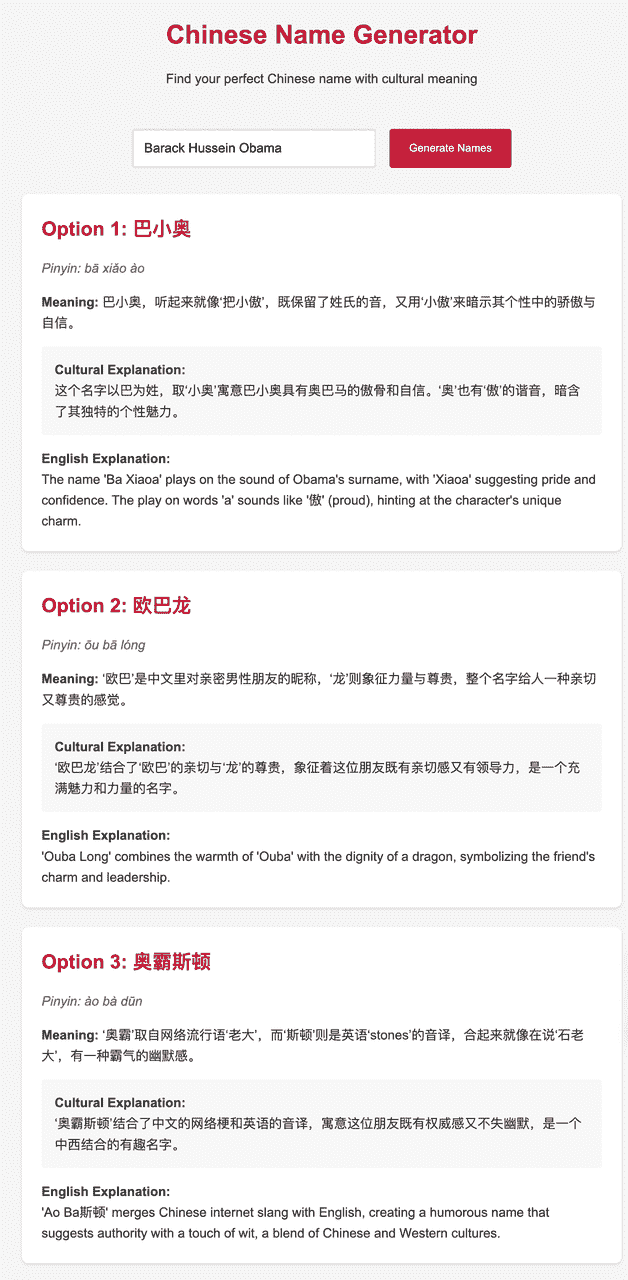 Chinese Name Generator
Find your perfect Chinese name with cultural meaning
Barack Hussein Obama
Generate Names
Option 1: 巴小奥
Pinyin: bā xiǎo ào
Meaning: 巴小奥，听起来就像‘把小傲’，既保留了姓氏的音，又用‘小傲’来暗示其个性中的骄傲与
自信。
Cultural Explanation:
这个名字以巴为姓，取‘小奥’寓意巴小奥具有奥巴马的傲骨和自信。‘奥’也有‘傲’的谐音，暗含
了其独特的个性魅力。
English Explanation:
The name 'Ba Xiaoa' plays on the sound of Obama's surname, with 'Xiaoa' suggesting pride and
confidence. The play on words 'a' sounds like '傲' (proud), hinting at the character's unique
charm.
Option 2: 欧巴龙
Pinyin: ōu bā lóng
Meaning: ‘欧巴’是中文里对亲密男性朋友的昵称，‘龙’则象征力量与尊贵，整个名字给人一种亲切
又尊贵的感觉。
Cultural Explanation:
‘欧巴龙’结合了‘欧巴’的亲切与‘龙’的尊贵，象征着这位朋友既有亲切感又有领导力，是一个充
满魅力和力量的名字。
English Explanation:
'Ouba Long' combines the warmth of 'Ouba' with the dignity of a dragon, symbolizing the friend's
charm and leadership.
Option 3: 奥霸斯顿
Pinyin: ào bà dūn
Meaning: ‘奥霸’取自网络流行语‘老大’，而‘斯顿’则是英语‘stones’的音译，合起来就像在说‘石老
大’，有一种霸气的幽默感。
Cultural Explanation:
‘奥霸斯顿’结合了中文的网络梗和英语的音译，寓意这位朋友既有权威感又不失幽默，是一个
中西结合的有趣名字。
English Explanation:
'Ao Ba斯顿' merges Chinese internet slang with English, creating a humorous name that
suggests authority with a touch of wit, a blend of Chinese and Western cultures.